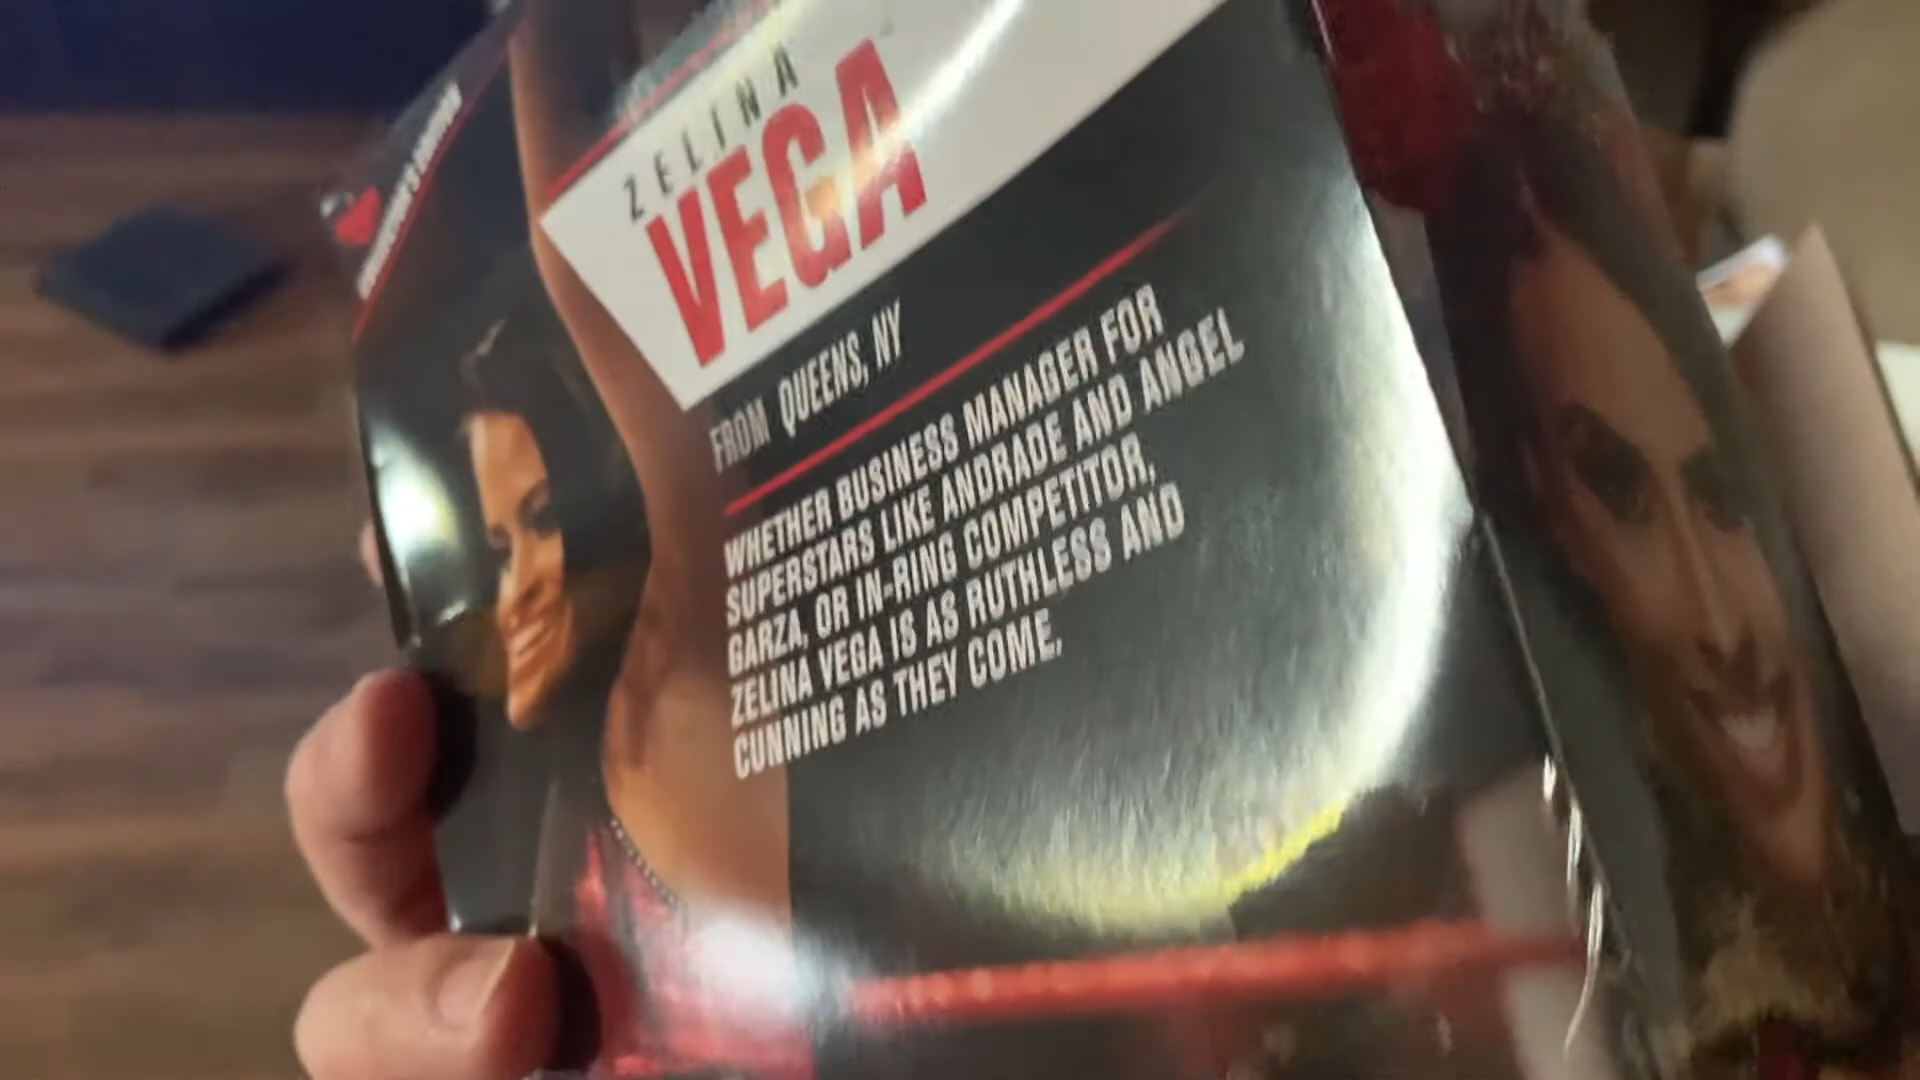 ZELINA
VEGA
FROM QUEENS, NY
WHETHER BUSINESS MANAGER FOR
SUPERSTARS LIKE ANDRADE AND ANGEL
GARZA, OR IN-RING COMPETITOR,
ZELINA VEGA IS AS RUTHLESS AND
CUNNING AS THEY COME.